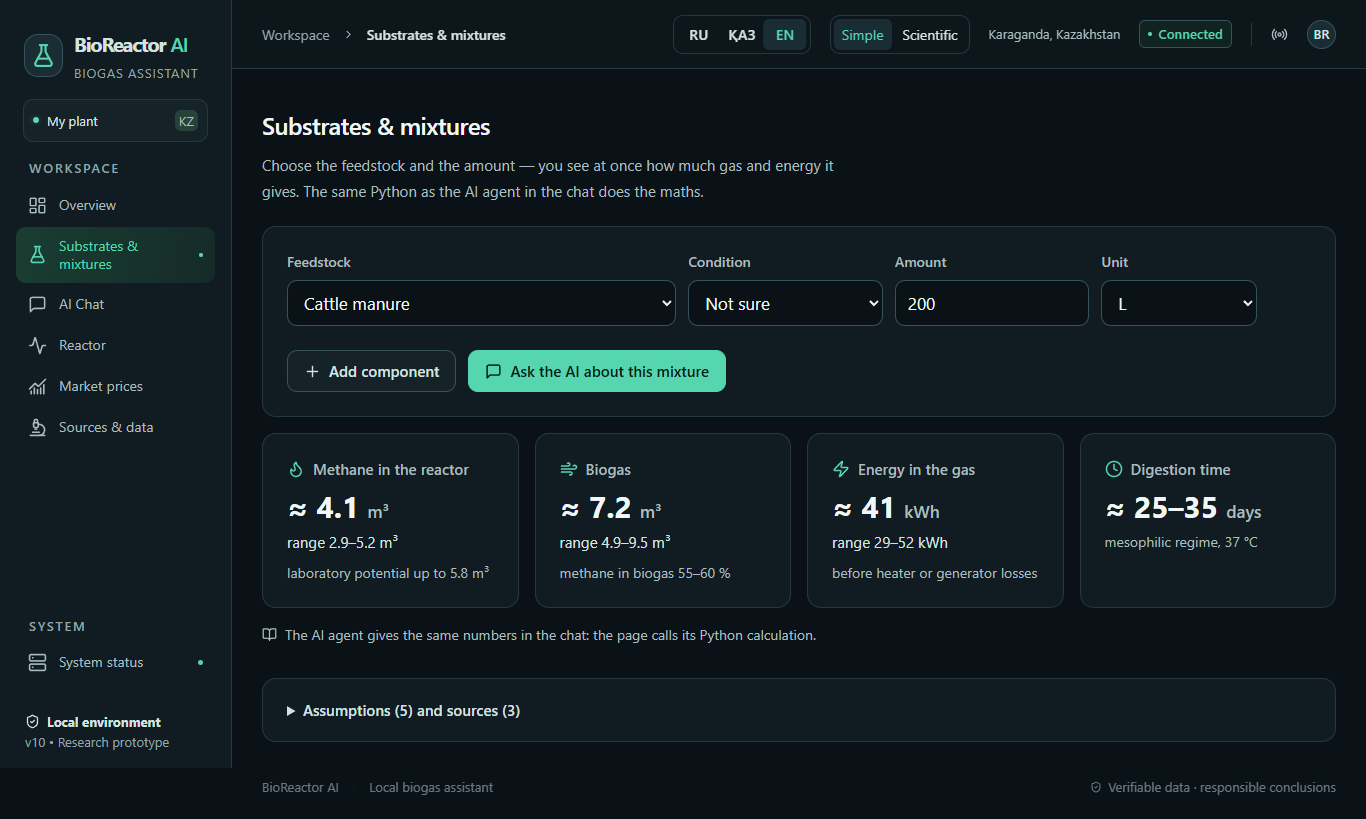 BioReactor AI
BIOGAS ASSISTANT
My plant KZ
WORKSPACE
Overview
Substrates &
mixtures
AI Chat
Reactor
Market prices
Sources & data
SYSTEM
System status
Local environment
v10 • Research prototype
Workspace > Substrates & mixtures
RU ҚАЗ EN
Simple Scientific
Karaganda, Kazakhstan
• Connected
BR
Substrates & mixtures
Choose the feedstock and the amount — you see at once how much gas and energy it
gives. The same Python as the AI agent in the chat does the maths.
Feedstock Condition Amount Unit
Cattle manure Not sure 200 L
+ Add component Ask the AI about this mixture
Methane in the reactor
≈ 4.1 m³
range 2.9–5.2 m³
laboratory potential up to 5.8 m³
Biogas
≈ 7.2 m³
range 4.9–9.5 m³
methane in biogas 55–60 %
Energy in the gas
≈ 41 kWh
range 29–52 kWh
before heater or generator losses
Digestion time
≈ 25–35 days
mesophilic regime, 37 °C
The AI agent gives the same numbers in the chat: the page calls its Python calculation.
▶ Assumptions (5) and sources (3)
BioReactor AI / Local biogas assistant
Verifiable data · responsible conclusions